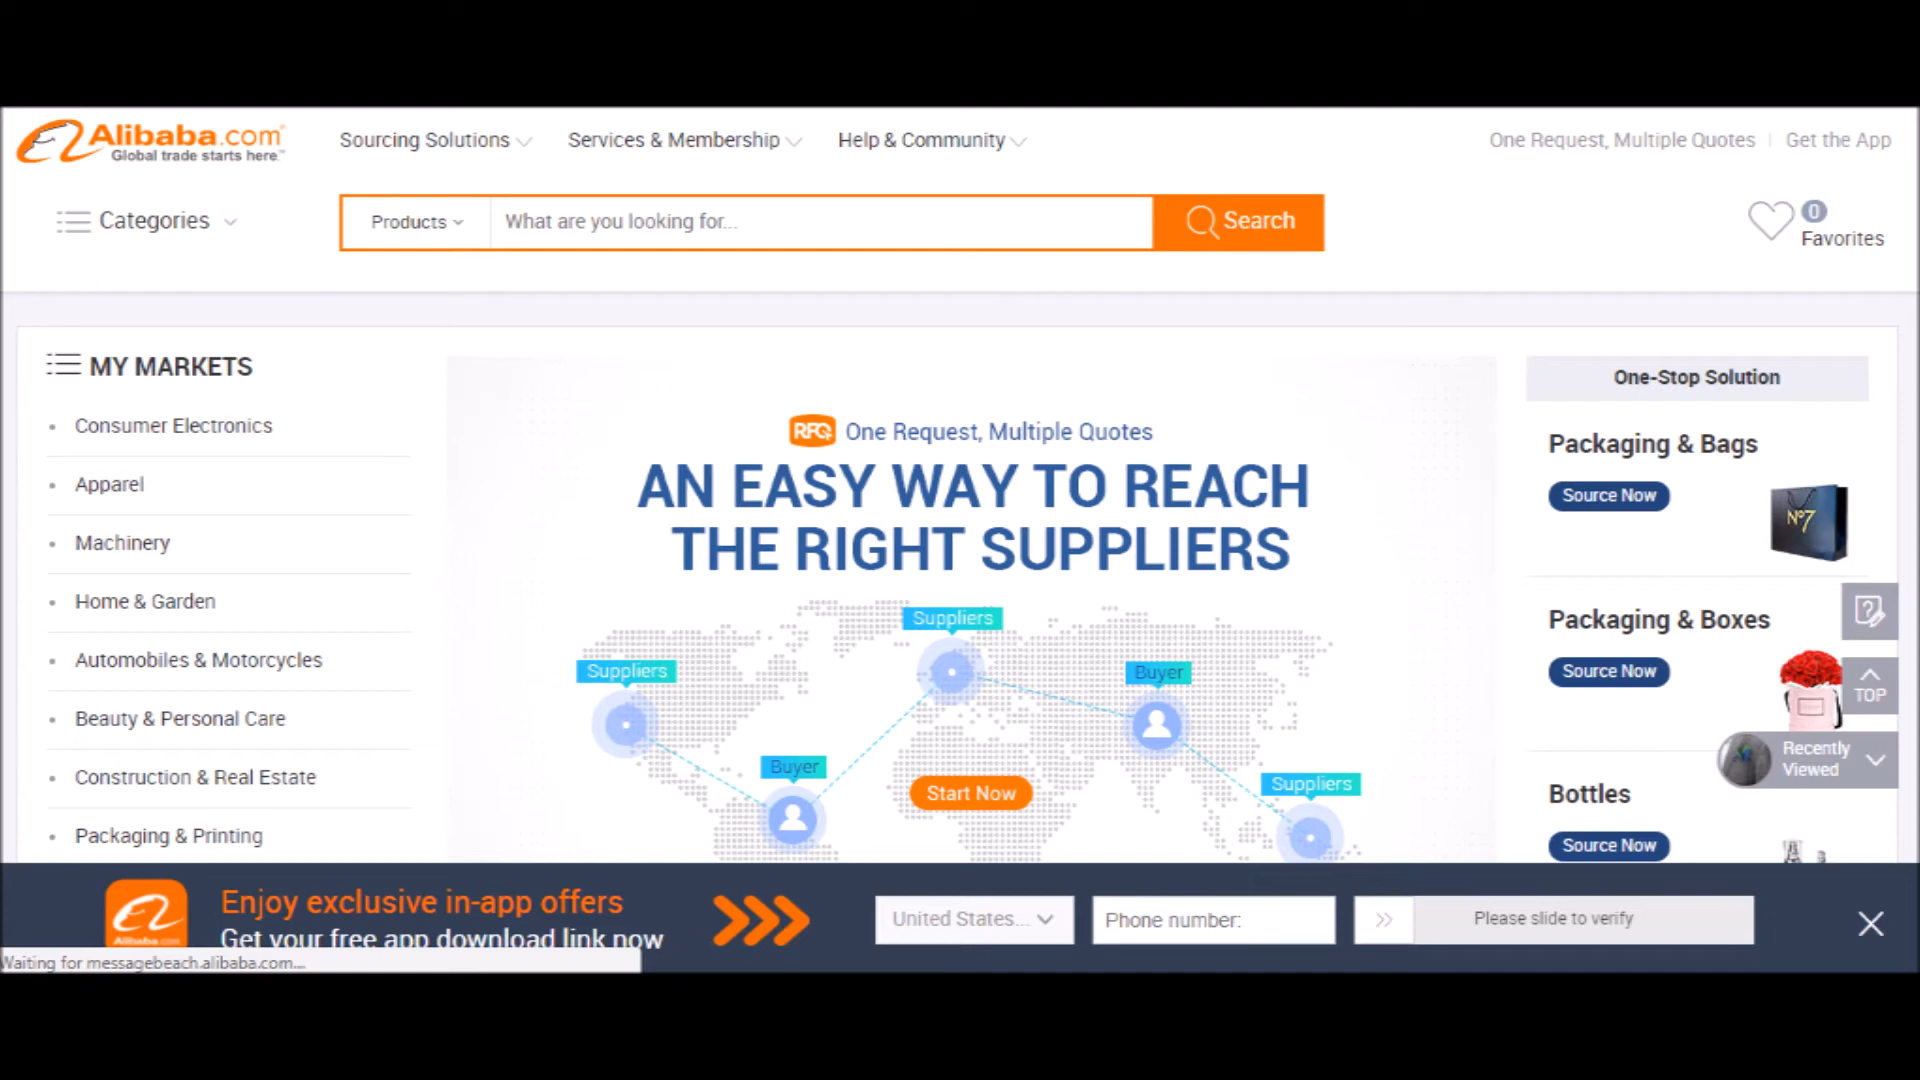 Alibaba.com
Global trade starts here.™
Sourcing Solutions
Services & Membership
Help & Community
One Request, Multiple Quotes
Get the App
Categories
Products
What are you looking for...
Search
0
Favorites
MY MARKETS
Consumer Electronics
Apparel
Machinery
Home & Garden
Automobiles & Motorcycles
Beauty & Personal Care
Construction & Real Estate
Packaging & Printing
RFQ One Request, Multiple Quotes
AN EASY WAY TO REACH
THE RIGHT SUPPLIERS
Suppliers
Suppliers
Buyer
Buyer
Suppliers
Start Now
One-Stop Solution
Packaging & Bags
Source Now
Nº7
Packaging & Boxes
Source Now
TOP
Recently
Viewed
Bottles
Source Now
Alibaba.com
Enjoy exclusive in-app offers
Get your free app download link now
United States...
Phone number:
Please slide to verify
Waiting for messagebeach.alibaba.com...